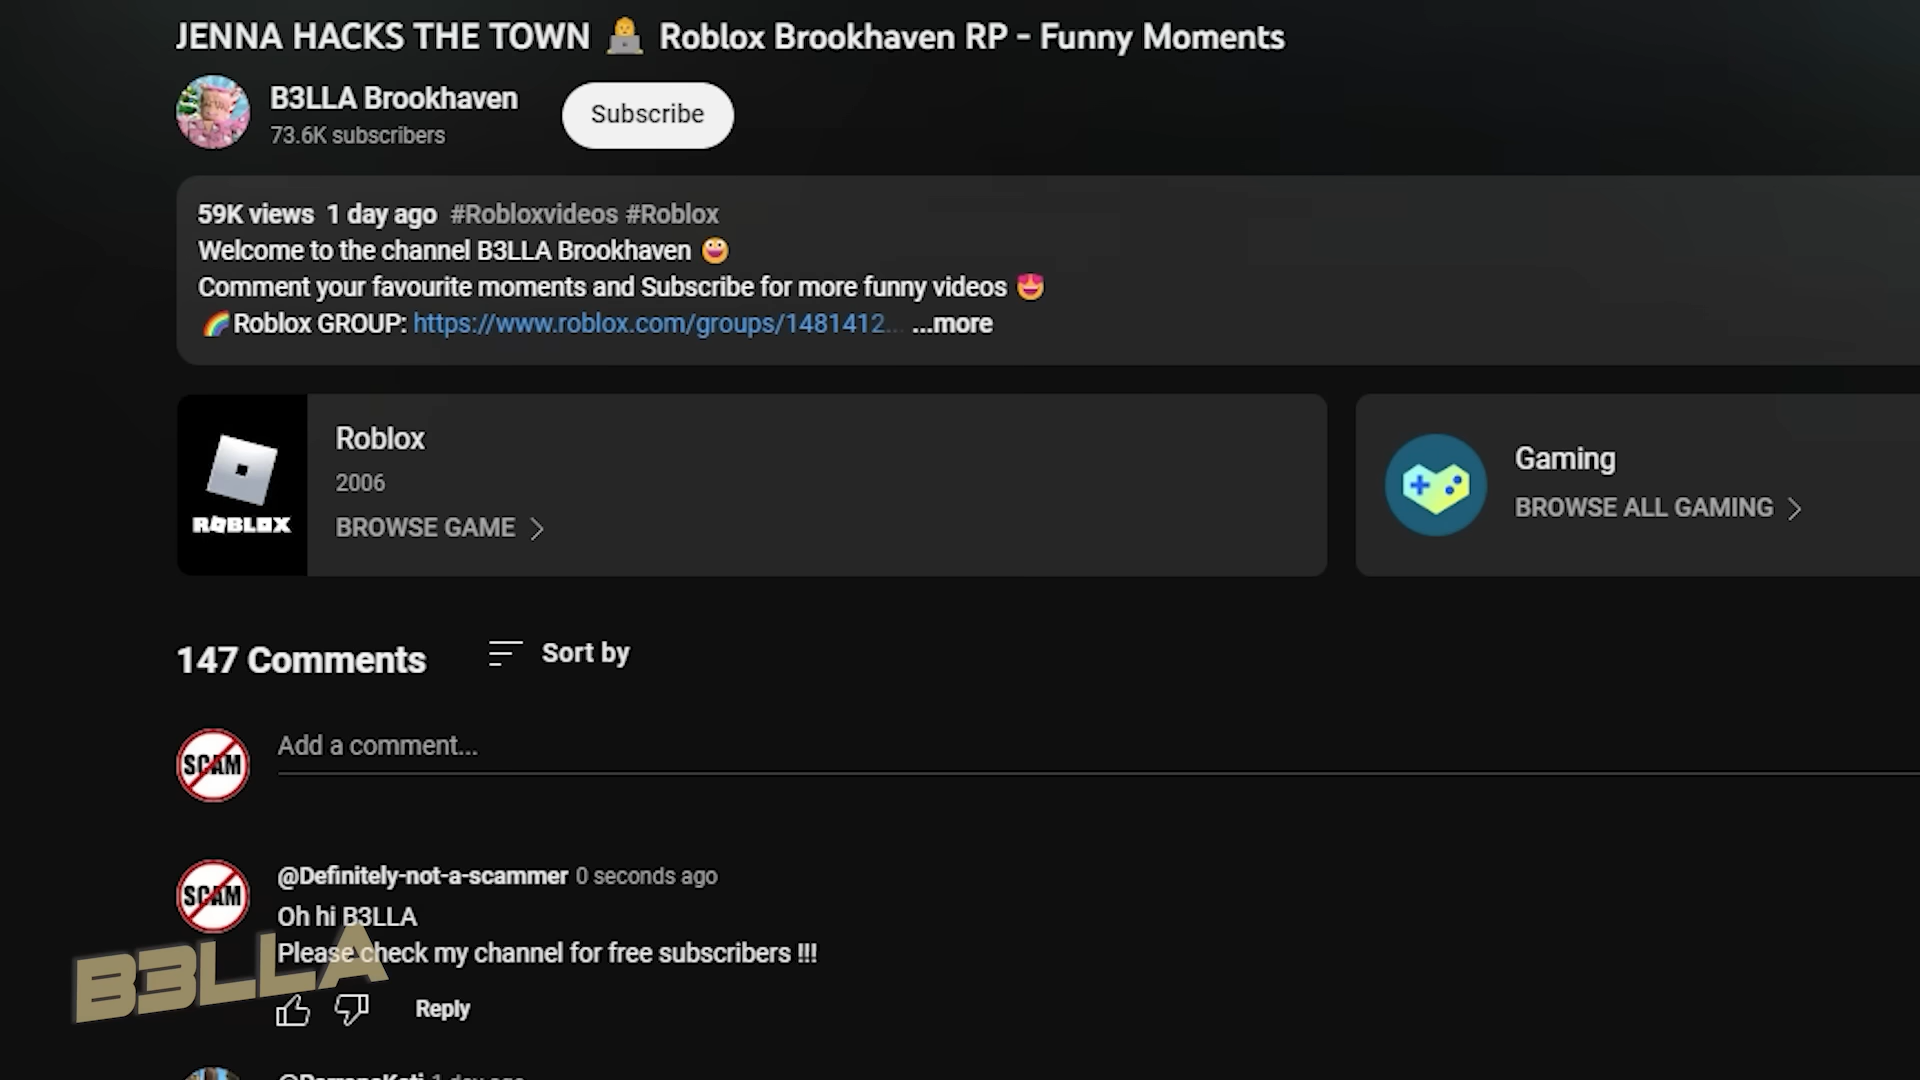 JENNA HACKS THE TOWN 🧑‍💻 Roblox Brookhaven RP - Funny Moments
B3LLA Brookhaven
73.6K subscribers
Subscribe
59K views 1 day ago #Robloxvideos #Roblox
Welcome to the channel B3LLA Brookhaven 😀
Comment your favourite moments and Subscribe for more funny videos 😍
🌈Roblox GROUP: https://www.roblox.com/groups/1481412... ...more
ROBLOX
Roblox
2006
BROWSE GAME
Gaming
BROWSE ALL GAMING
147 Comments
Sort by
SCAM
Add a comment...
SCAM
@Definitely-not-a-scammer 0 seconds ago
Oh hi B3LLA
Please check my channel for free subscribers !!!
B3LLA
Reply
1 day ago